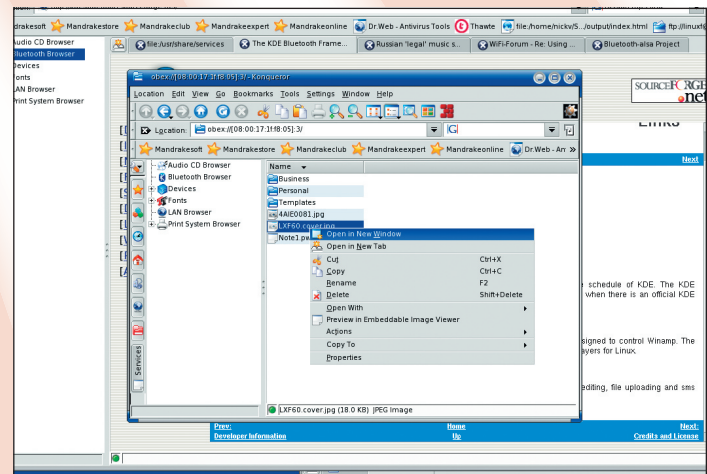 Mandrakestore Mandrakeclub Mandrakeexpert Mandrakeonline Dr.Web - Antivirus Tools Thawte file:/home/nickv/5.../output/index.html
Audio CD Browser
Bluetooth Browser
Devices
Fonts
LAN Browser
Print System Browser
file:/usr/share/services
The KDE Bluetooth Frame...
Russian 'legal' music s...
WiFi-Forum - Re: Using ...
Bluetooth-alsa Project
obex://[08:00:17:1f:f8:05]:3/ - Konqueror
Location Edit View Go Bookmarks Tools Settings Window Help
Location: obex://[08:00:17:1f:f8:05]:3/
Mandrakesoft Mandrakestore Mandrakeclub Mandrakeexpert Mandrakeonline Dr.Web - An »
Audio CD Browser
Bluetooth Browser
Devices
Fonts
LAN Browser
Print System Browser
Services
Name
Business
Personal
Templates
4AIE0081.jpg
LXF60.cover.jpg
Open in New Window
Open in New Tab
Cut Ctrl+X
Copy Ctrl+C
Rename F2
Delete Shift+Delete
Open With
Preview in Embeddable Image Viewer
Actions
Copy To
Properties
LXF60.cover.jpg (18.0 KB) JPEG Image
.net
Links
Next
schedule of KDE. The KDE
when there is an official KDE
signed to control Winamp. The
ayers for Linux.
editing, file uploading and sms
Prev: Home Next:
Developer Information Up Credits and License